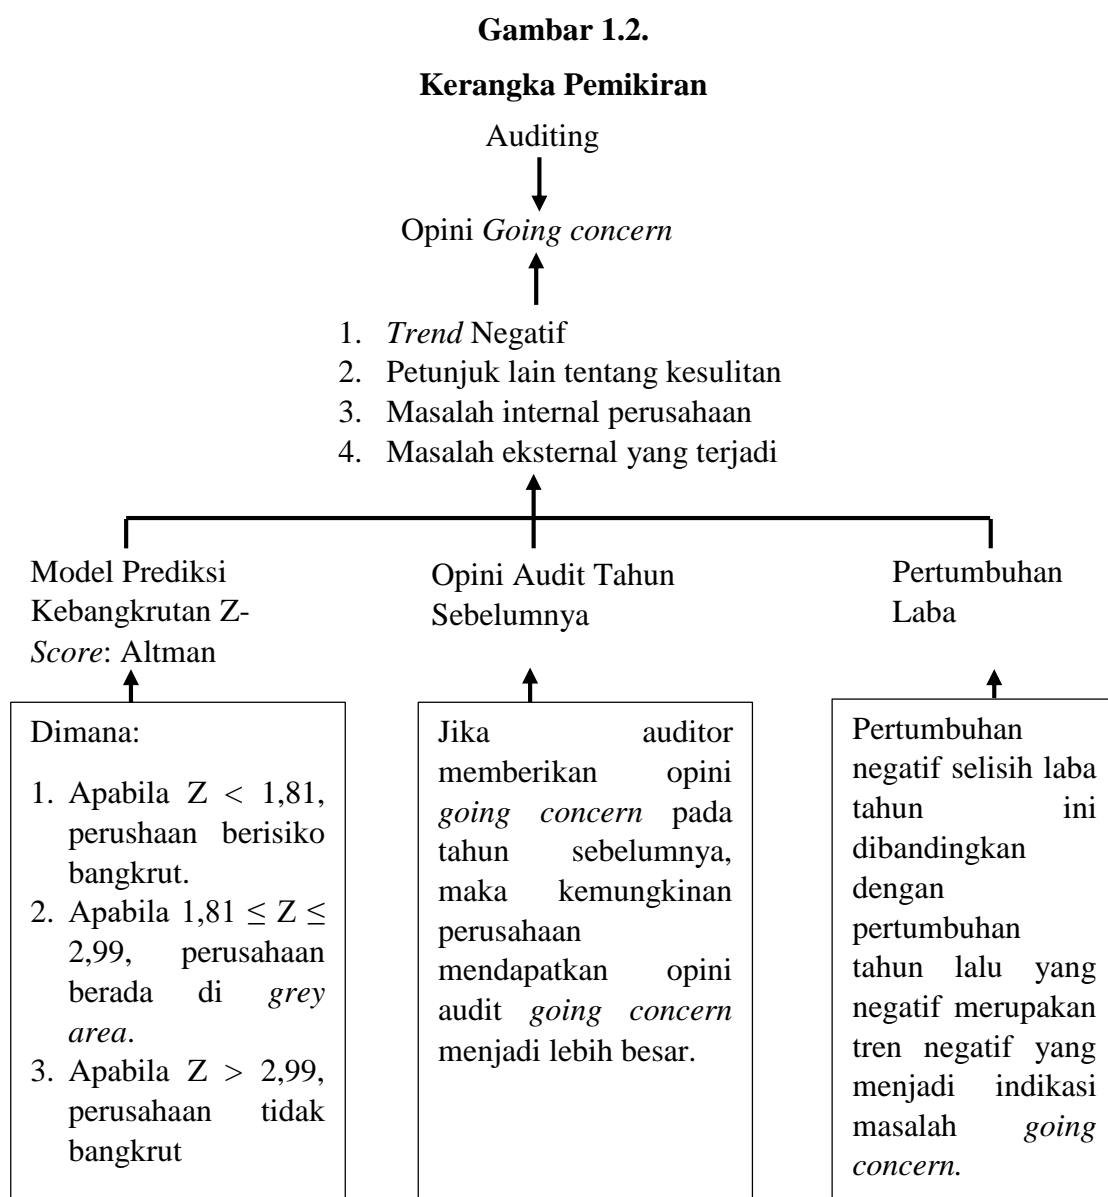 Gambar 1.2.
Kerangka Pemikiran
Auditing
Opini Going concern
1. Trend Negatif
2. Petunjuk lain tentang kesulitan
3. Masalah internal perusahaan
4. Masalah eksternal yang terjadi
Model Prediksi
Kebangkrutan Z-
Score: Altman
Opini Audit Tahun
Sebelumnya
Pertumbuhan
Laba
Dimana:
1. Apabila Z < 1,81,
perushaan berisiko
bangkrut.
2. Apabila 1,81 ≤ Z ≤
2,99, perusahaan
berada di grey
area.
3. Apabila Z > 2,99,
perusahaan tidak
bangkrut
Jika auditor
memberikan opini
going concern pada
tahun sebelumnya,
maka kemungkinan
perusahaan
mendapatkan opini
audit going concern
menjadi lebih besar.
Pertumbuhan
negatif selisih laba
tahun ini
dibandingkan
dengan
pertumbuhan
tahun lalu yang
negatif merupakan
tren negatif yang
menjadi indikasi
masalah going
concern.